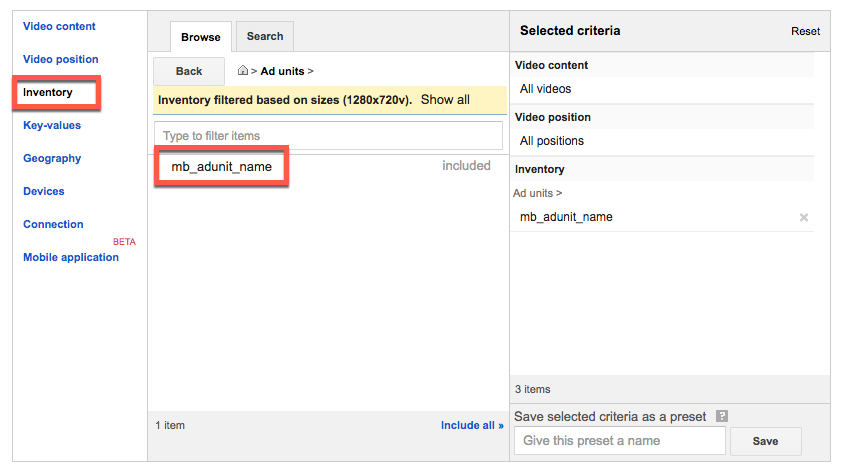 Video content
Video position
Inventory
Key-values
Geography
Devices
Connection
BETA
Mobile application
Browse
Search
Back
> Ad units >
Inventory filtered based on sizes (1280x720v). Show all
Type to filter items
mb_adunit_name included
1 item Include all »
Selected criteria Reset
Video content
All videos
Video position
All positions
Inventory
Ad units >
mb_adunit_name ×
3 items
Save selected criteria as a preset ?
Give this preset a name Save